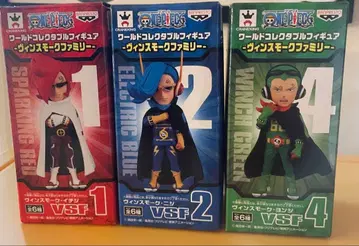 ONE PIECE
BANPRESTO
ワールドコレクタブルフィギュア
-ヴィンスモークファミリー-
SPARKING RED
1
ヴィンスモーク・イチジ
全6種
VSF 1
ONE PIECE
BANPRESTO
ワールドコレクタブルフィギュア
-ヴィンスモークファミリー-
ELECTRIC BLUE
2
ヴィンスモーク・ニジ
全6種
VSF 2
ONE PIECE
BANPRESTO
ワールドコレクタブルフィギュア
-ヴィンスモークファミリー-
WINCH GREEN
4
ヴィンスモーク・ヨンジ
全6種
VSF 4